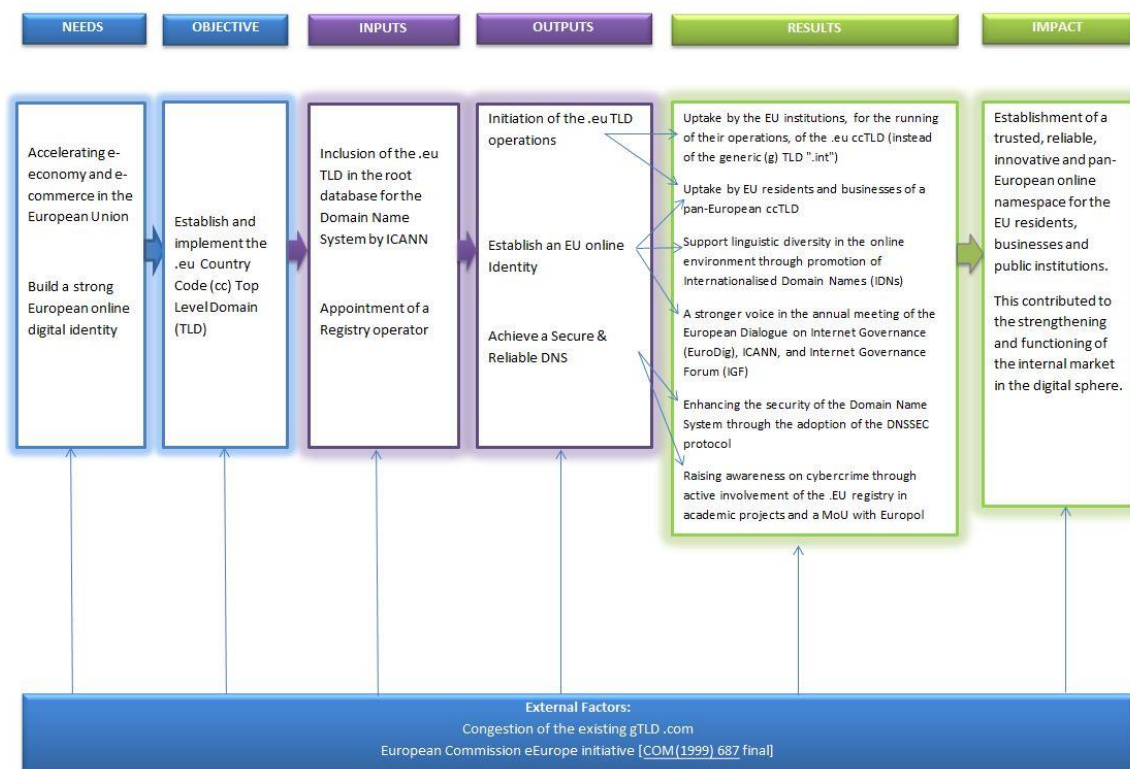 NEEDS
OBJECTIVE
INPUTS
OUTPUTS
RESULTS
IMPACT
Accelerating e-
economy and e-
commerce in the
European Union
Build a strong
European online
digital identity
Establish and
implement the
.eu Country
Code (cc) Top
Level Domain
(TLD)
Inclusion of the .eu
TLD in the root
database for the
Domain Name
System by ICANN
Appointment of a
Registry operator
Initiation of the .eu TLD
operations
Establish an EU online
Identity
Achieve a Secure &
Reliable DNS
Uptake by the EU institutions, for the running
of their operations, of the .eu ccTLD (instead
of the generic (g) TLD ".int")
Uptake by EU residents and businesses of a
pan-European ccTLD
Support linguistic diversity in the online
environment through promotion of
Internationalised Domain Names (IDNs)
A stronger voice in the annual meeting of the
European Dialogue on Internet Governance
(EuroDig), ICANN, and Internet Governance
Forum (IGF)
Enhancing the security of the Domain Name
System through the adoption of the DNSSEC
protocol
Raising awareness on cybercrime through
active involvement of the .EU registry in
academic projects and a MoU with Europol
Establishment of a
trusted, reliable,
innovative and pan-
European online
namespace for the
EU residents,
businesses and
public institutions.
This contributed to
the strengthening
and functioning of
the internal market
in the digital sphere.
External Factors:
Congestion of the existing gTLD .com
European Commission eEurope initiative [COM(1999) 687 final]